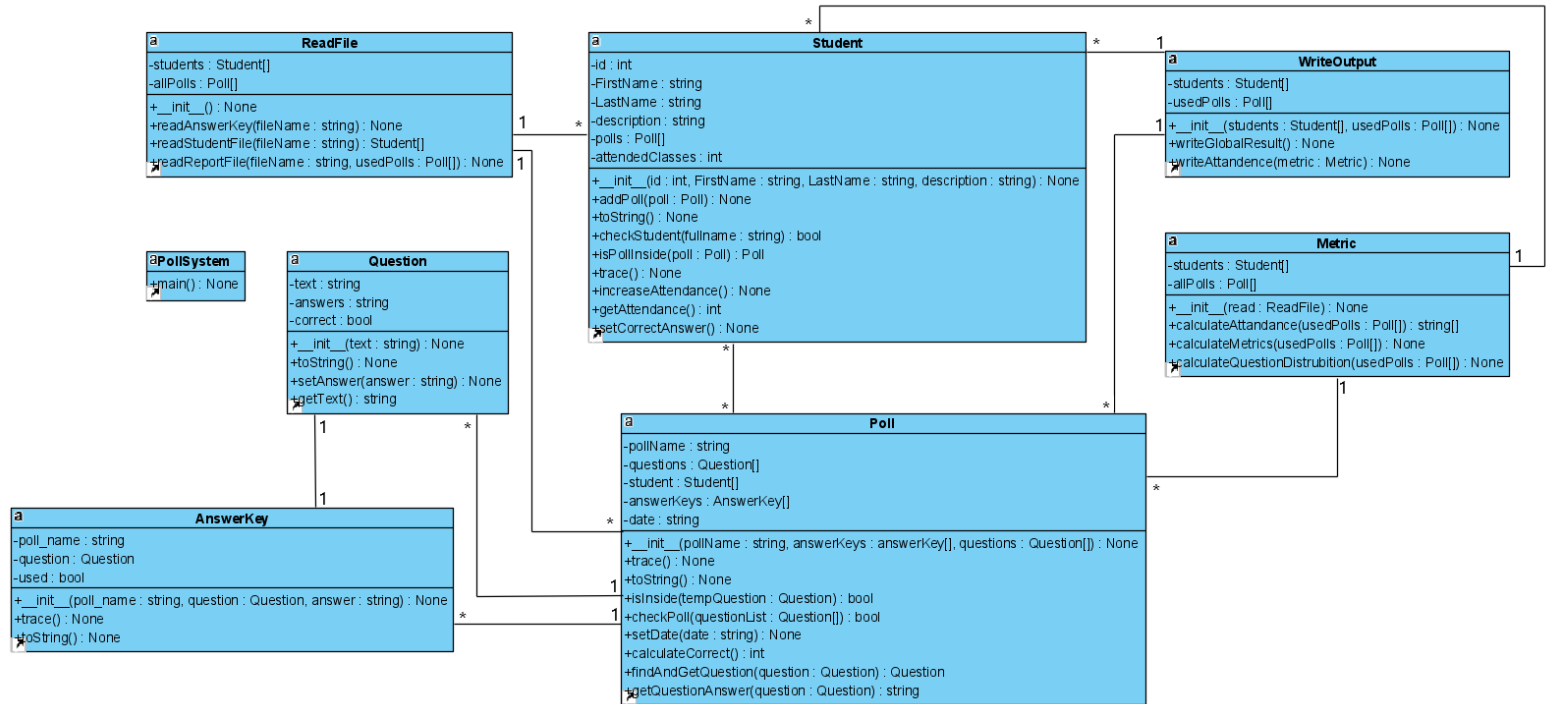 a
ReadFile
-students : Student[]
-allPolls : Poll[]
+__init__() : None
+readAnswerKey(fileName : string) : None
+readStudentFile(fileName : string) : Student[]
+readReportFile(fileName : string, usedPolls : Poll[]) : None
1
*
1
*
a
Student
-id : int
-FirstName : string
-LastName : string
-description : string
-polls : Poll[]
-attendedClasses : int
+__init__(id : int, FirstName : string, LastName : string, description : string) : None
+addPoll(poll : Poll) : None
+toString() : None
+checkStudent(fullname : string) : bool
+isPollInside(poll : Poll) : Poll
+trace() : None
+increaseAttendance() : None
+getAttendance() : int
+setCorrectAnswer() : None
*
*
1
a
WriteOutput
-students : Student[]
-usedPolls : Poll[]
+__init__(students : Student[], usedPolls : Poll[]) : None
+writeGlobalResult() : None
+writeAttandence(metric : Metric) : None
1
*
a
PollSystem
+main() : None
a
Question
-text : string
-answers : string
-correct : bool
+__init__(text : string) : None
+toString() : None
+setAnswer(answer : string) : None
+getText() : string
1
*
1
a
Metric
-students : Student[]
-allPolls : Poll[]
+__init__(read : ReadFile) : None
+calculateAttandance(usedPolls : Poll[]) : string[]
+calculateMetrics(usedPolls : Poll[]) : None
+calculateQuestionDistrubition(usedPolls : Poll[]) : None
1
1
*
*
*
a
AnswerKey
-poll_name : string
-question : Question
-used : bool
+__init__(poll_name : string, question : Question, answer : string) : None
+trace() : None
+toString() : None
1
*
1
a
Poll
-pollName : string
-questions : Question[]
-student : Student[]
-answerKeys : AnswerKey[]
-date : string
+__init__(pollName : string, answerKeys : answerKey[], questions : Question[]) : None
+trace() : None
+toString() : None
+isInside(tempQuestion : Question) : bool
+checkPoll(questionList : Question[]) : bool
+setDate(date : string) : None
+calculateCorrect() : int
+findAndGetQuestion(question : Question) : Question
+getQuestionAnswer(question : Question) : string